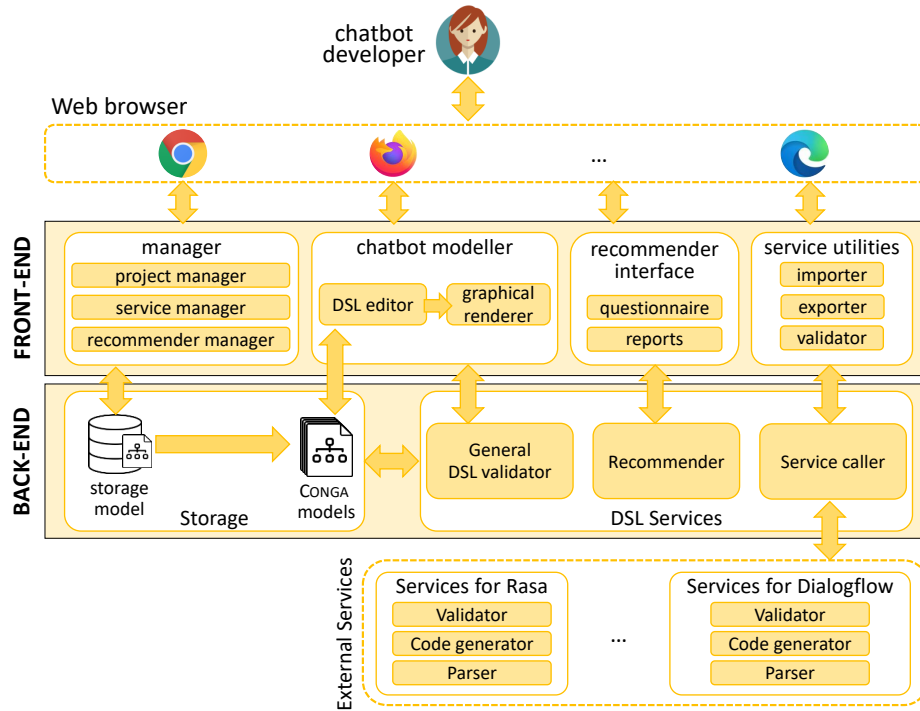 chatbot
developer
Web browser
...
FRONT-END
manager
project manager
service manager
recommender manager
chatbot modeller
DSL editor
graphical
renderer
recommender
interface
questionnaire
reports
service utilities
importer
exporter
validator
BACK-END
storage
model
CONGA
models
Storage
General
DSL validator
Recommender
Service caller
DSL Services
External Services
Services for Rasa
Validator
Code generator
Parser
...
Services for Dialogflow
Validator
Code generator
Parser